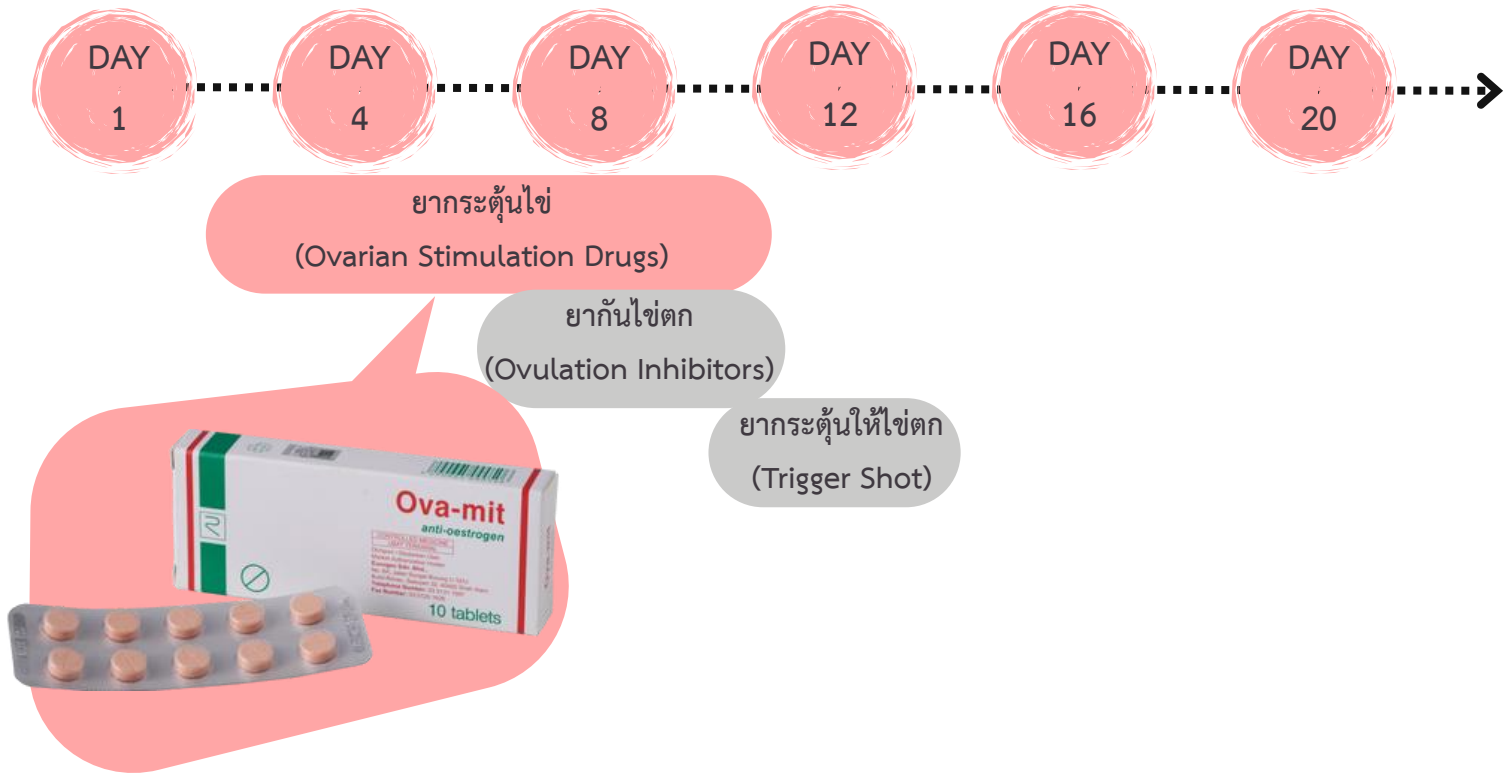 DAY
1
DAY
4
DAY
8
DAY
12
DAY
16
DAY
20
ยากระตุ้นไข่
(Ovarian Stimulation Drugs)
ยากันไข่ตก
(Ovulation Inhibitors)
ยากระตุ้นให้ไข่ตก
(Trigger Shot)
Ova-mit
anti-oestrogen
CONTROLLED MEDICINE
10 tablets